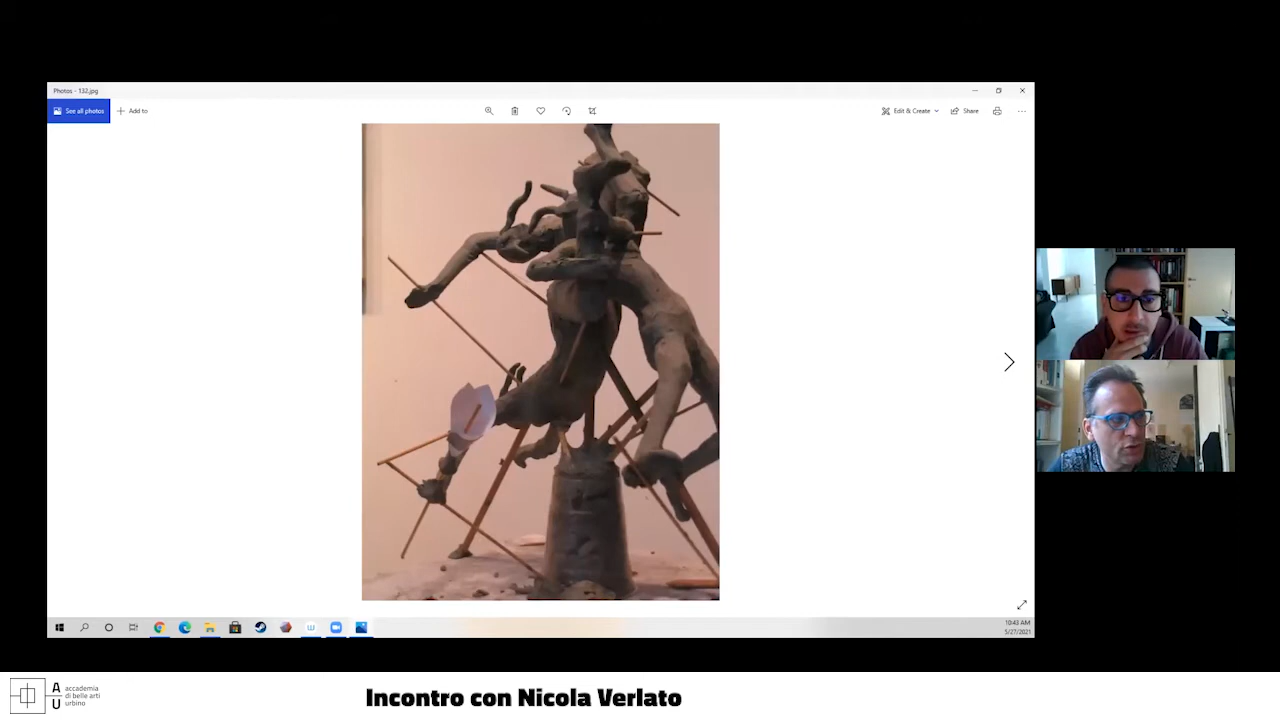 Photos - 132.jpg
See all photos
Add to
Edit & Create
Share
10:43 AM
5/27/2021
A
U
accademia
di belle arti
urbino
Incontro con Nicola Verlato